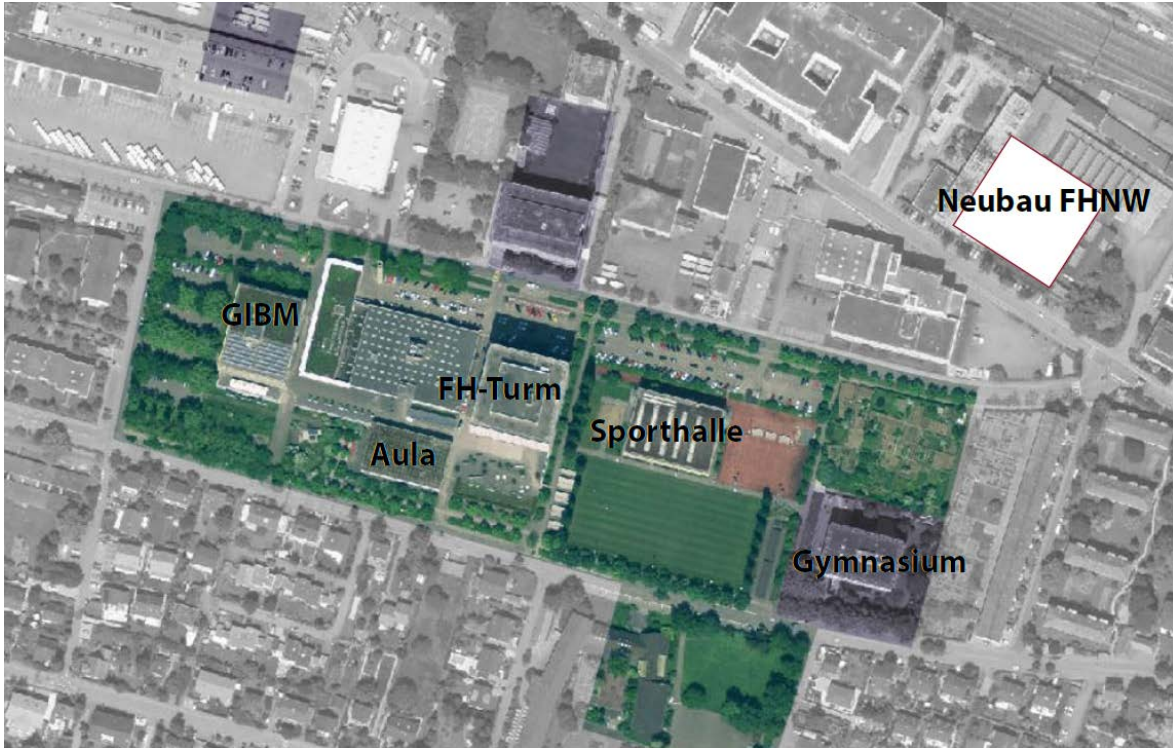 Neubau FHNW
GIBM
FH-Turm
Sporthalle
Aula
Gymnasium